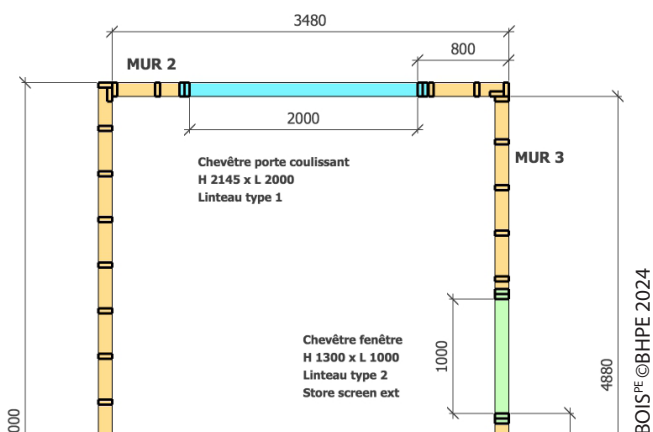 3480
800
MUR 2
2000
Chevêtre porte coulissant
H 2145 x L 2000
Linteau type 1
MUR 3
Chevêtre fenêtre
H 1300 x L 1000
Linteau type 2
Store screen ext
1000
4880
000
BOIS PE ©BHPE 2024